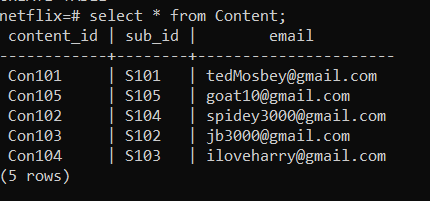 netflix=# select * from Content;
content_id | sub_id | email
------------+--------+----------------------
Con101 | S101 | tedMosbey@gmail.com
Con105 | S105 | goat10@gmail.com
Con102 | S104 | spidey3000@gmail.com
Con103 | S102 | jb3000@gmail.com
Con104 | S103 | iloveharry@gmail.com
(5 rows)